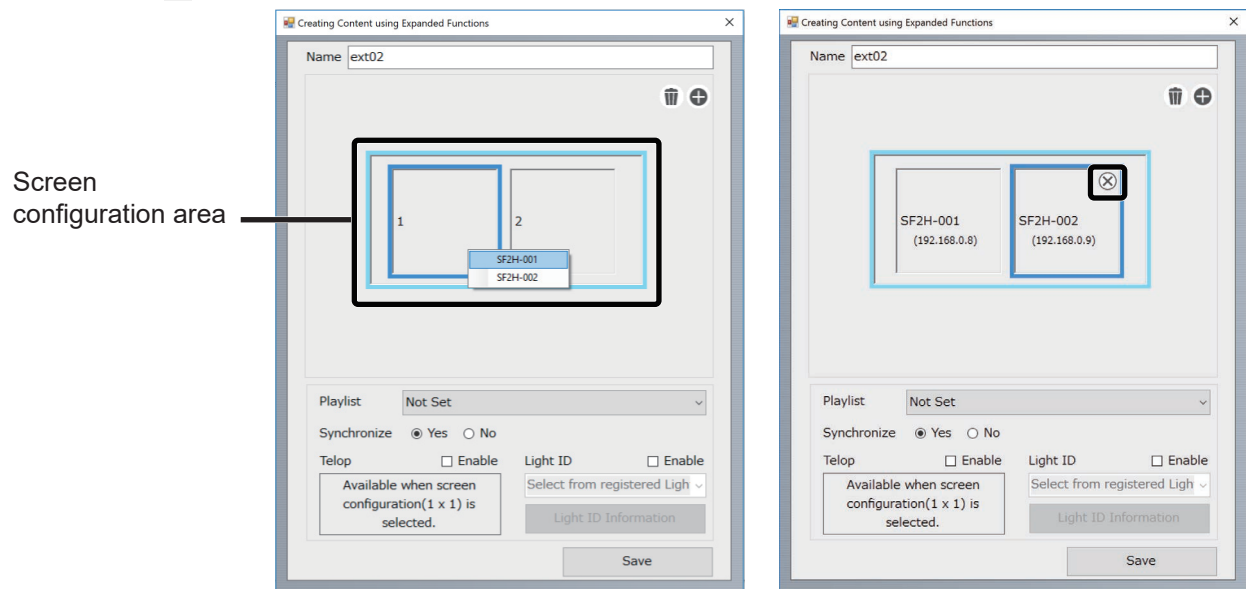 Creating Content using Expanded Functions
Name ext02
Screen
configuration area
1
2
SF2H-001
SF2H-002
Playlist Not Set
Synchronize Yes No
Telop Enable Light ID Enable
Available when screen
configuration(1 x 1) is
selected.
Select from registered Ligh
Light ID Information
Save
Creating Content using Expanded Functions
Name ext02
SF2H-001
(192.168.0.8)
SF2H-002
(192.168.0.9)
Playlist Not Set
Synchronize Yes No
Telop Enable Light ID Enable
Available when screen
configuration(1 x 1) is
selected.
Select from registered Ligh
Light ID Information
Save